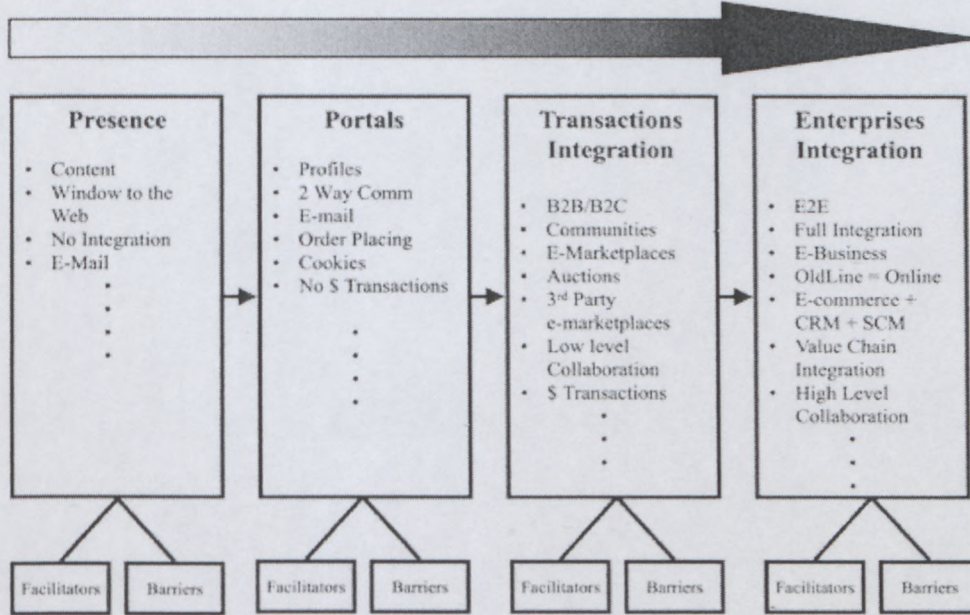 Presence
• Content
• Window to the
Web
• No Integration
• E-Mail
•
•
•
•
Portals
• Profiles
• 2 Way Comm
• E-mail
• Order Placing
• Cookies
• No $ Transactions
•
•
•
•
Transactions
Integration
• B2B/B2C
• Communities
• E-Marketplaces
• Auctions
• 3rd Party
e-marketplaces
• Low level
Collaboration
• $ Transactions
•
•
•
Enterprises
Integration
• E2E
• Full Integration
• E-Business
• OldLine = Online
• E-commerce +
CRM + SCM
• Value Chain
Integration
• High Level
Collaboration
•
•
•
Facilitators
Barriers
Facilitators
Barriers
Facilitators
Barriers
Facilitators
Barriers